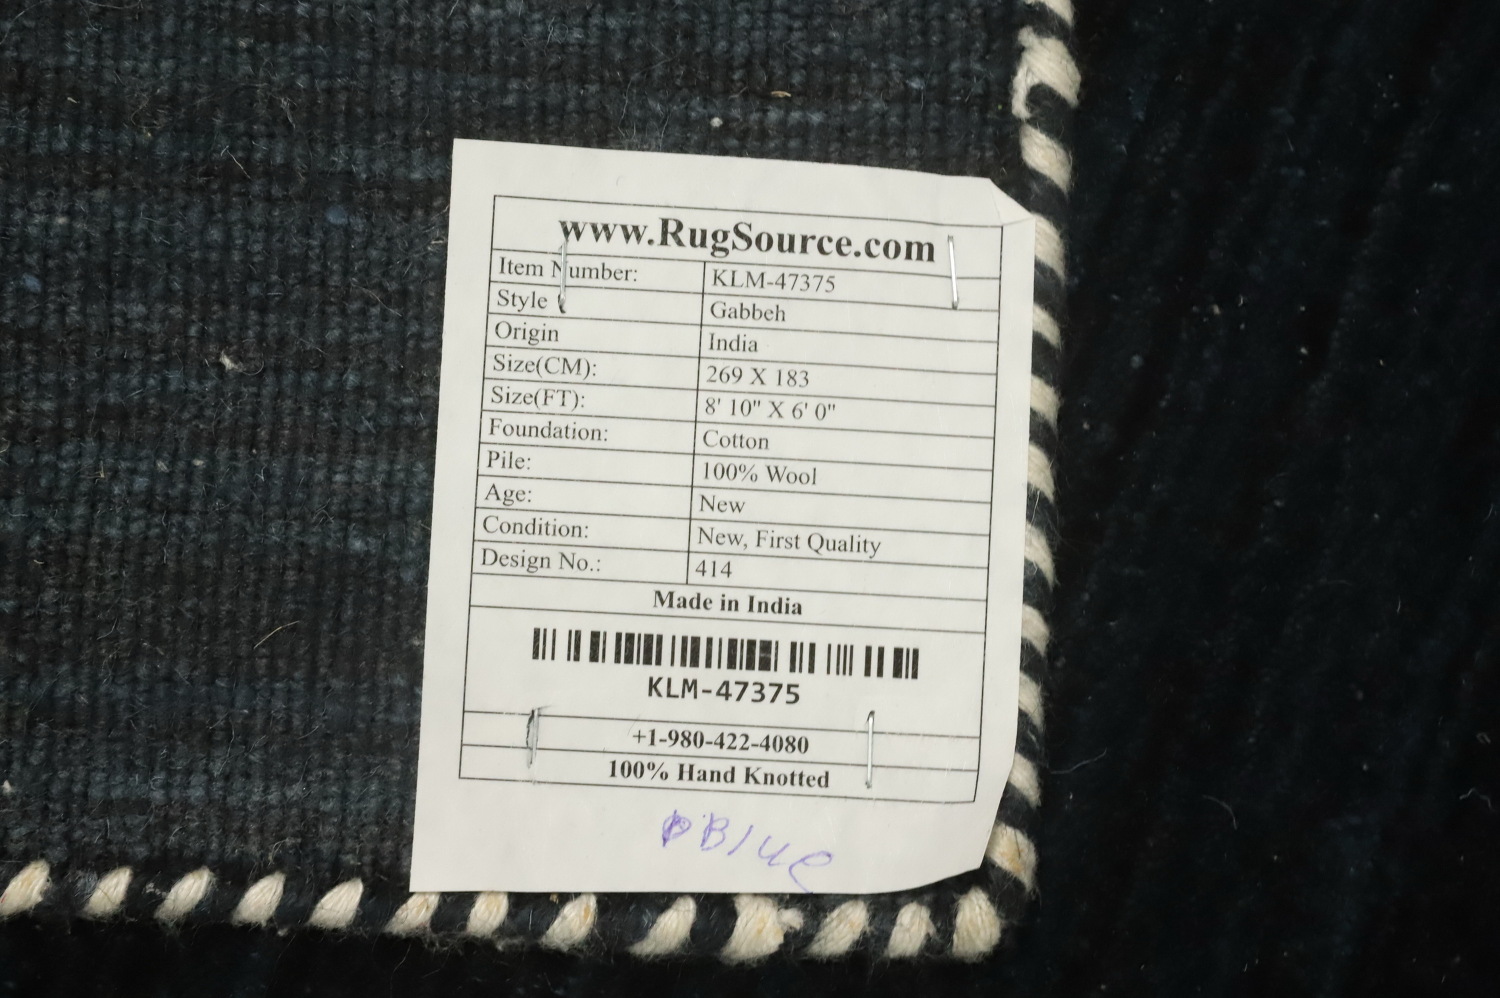 www.RugSource.com
Item Number: KLM-47375
Style Gabbeh
Origin India
Size(CM): 269 X 183
Size(FT): 8' 10" X 6' 0"
Foundation: Cotton
Pile: 100% Wool
Age: New
Condition: New, First Quality
Design No.: 414
Made in India
KLM-47375
+1-980-422-4080
100% Hand Knotted
Blue